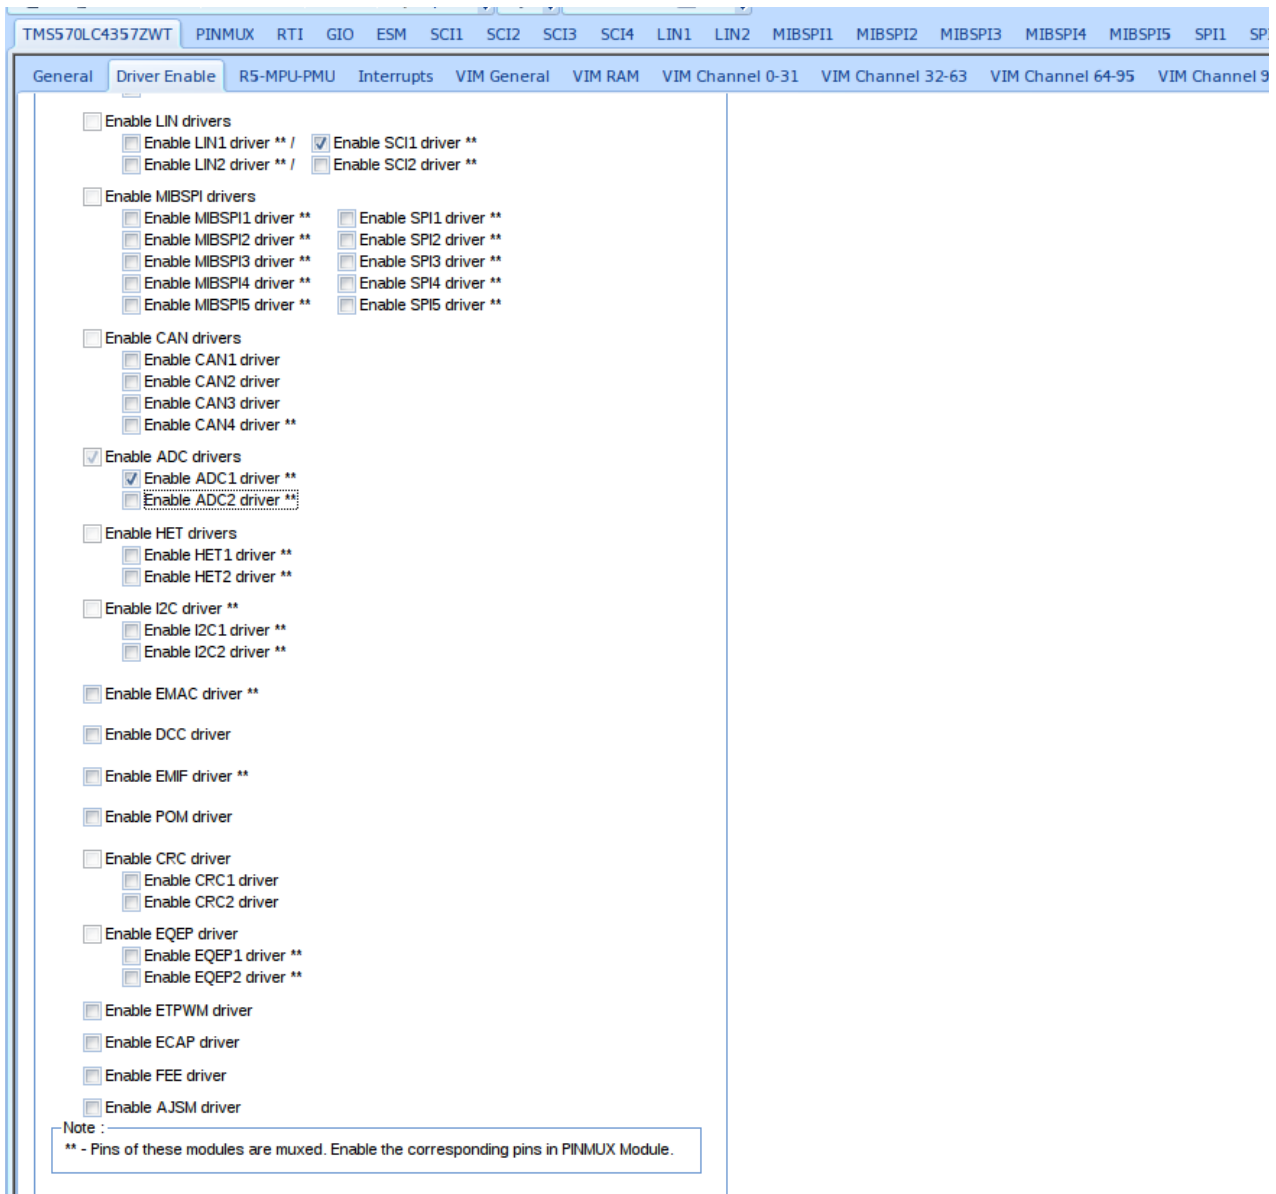 TMS570LC4357ZWT PINMUX RTI GIO ESM SCI1 SCI2 SCI3 SCI4 LIN1 LIN2 MIBSPI1 MIBSPI2 MIBSPI3 MIBSPI4 MIBSPI5 SPI1
General Driver Enable R5-MPU-PMU Interrupts VIM General VIM RAM VIM Channel 0-31 VIM Channel 32-63 VIM Channel 64-95 VIM Channel 9
Enable LIN drivers
Enable LIN1 driver ** / Enable SCI1 driver **
Enable LIN2 driver ** / Enable SCI2 driver **
Enable MIBSPI drivers
Enable MIBSPI1 driver ** Enable SPI1 driver **
Enable MIBSPI2 driver ** Enable SPI2 driver **
Enable MIBSPI3 driver ** Enable SPI3 driver **
Enable MIBSPI4 driver ** Enable SPI4 driver **
Enable MIBSPI5 driver ** Enable SPI5 driver **
Enable CAN drivers
Enable CAN1 driver
Enable CAN2 driver
Enable CAN3 driver
Enable CAN4 driver **
Enable ADC drivers
Enable ADC1 driver **
Enable ADC2 driver **
Enable HET drivers
Enable HET1 driver **
Enable HET2 driver **
Enable I2C driver **
Enable I2C1 driver **
Enable I2C2 driver **
Enable EMAC driver **
Enable DCC driver
Enable EMIF driver **
Enable POM driver
Enable CRC driver
Enable CRC1 driver
Enable CRC2 driver
Enable EQEP driver
Enable EQEP1 driver **
Enable EQEP2 driver **
Enable ETPWM driver
Enable ECAP driver
Enable FEE driver
Enable AJSM driver
Note :
** - Pins of these modules are muxed. Enable the corresponding pins in PINMUX Module.